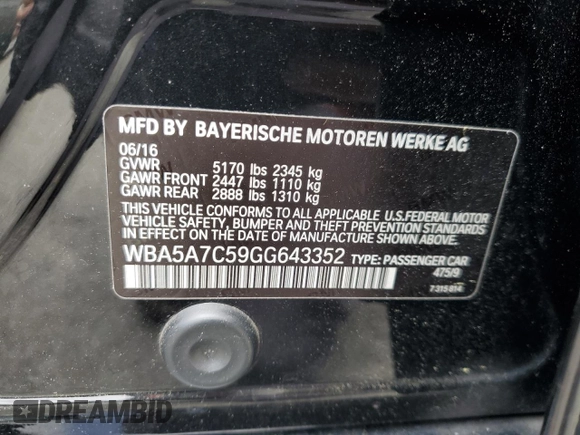 MFD BY BAYERISCHE MOTOREN WERKE AG
06/16
GVWR 5170 lbs 2345 kg
GAWR FRONT 2447 lbs 1110 kg
GAWR REAR 2888 lbs 1310 kg
THIS VEHICLE CONFORMS TO ALL APPLICABLE U.S.FEDERAL MOTOR
VEHICLE SAFETY, BUMPER AND THEFT PREVENTION STANDARDS
IN EFFECT ON THE DATE OF MANUFACTURE SHOWN ABOVE.
WBA5A7C59GG643352 TYPE: PASSENGER CAR
475/9
7 315 814
DREAMBID